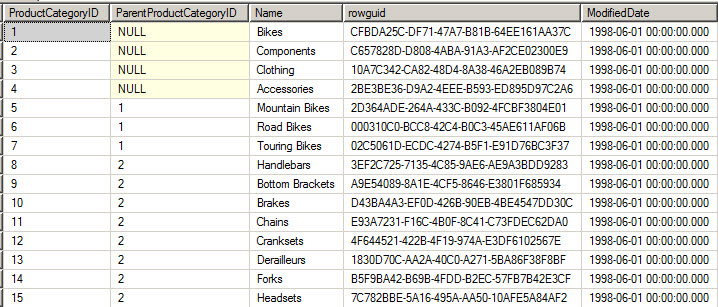 ProductCategoryID ParentProductCategoryID Name rowguid ModifiedDate
1 NULL Bikes CFBDA25C-DF71-47A7-B81B-64EE161AA37C 1998-06-01 00:00:00.000
2 NULL Components C657828D-D808-4ABA-91A3-AF2CE02300E9 1998-06-01 00:00:00.000
3 NULL Clothing 10A7C342-CA82-48D4-8A38-46A2EB089B74 1998-06-01 00:00:00.000
4 NULL Accessories 2BE3BE36-D9A2-4EEE-B593-ED895D97C2A6 1998-06-01 00:00:00.000
5 1 Mountain Bikes 2D364ADE-264A-433C-B092-4FCBF3804E01 1998-06-01 00:00:00.000
6 1 Road Bikes 000310C0-BCC8-42C4-B0C3-45AE611AF06B 1998-06-01 00:00:00.000
7 1 Touring Bikes 02C5061D-ECDC-4274-B5F1-E91D76BC3F37 1998-06-01 00:00:00.000
8 2 Handlebars 3EF2C725-7135-4C85-9AE6-AE9A3BDD9283 1998-06-01 00:00:00.000
9 2 Bottom Brackets A9E54089-8A1E-4CF5-8646-E3801F685934 1998-06-01 00:00:00.000
10 2 Brakes D43BA4A3-EF0D-426B-90EB-4BE4547DD30C 1998-06-01 00:00:00.000
11 2 Chains E93A7231-F16C-4B0F-8C41-C73FDEC62DA0 1998-06-01 00:00:00.000
12 2 Cranksets 4F644521-422B-4F19-974A-E3DF6102567E 1998-06-01 00:00:00.000
13 2 Derailleurs 1830D70C-AA2A-40C0-A271-5BA86F38F8BF 1998-06-01 00:00:00.000
14 2 Forks B5F9BA42-B69B-4FDD-B2EC-57FB7B42E3CF 1998-06-01 00:00:00.000
15 2 Headsets 7C782BBE-5A16-495A-AA50-10AFE5A84AF2 1998-06-01 00:00:00.000